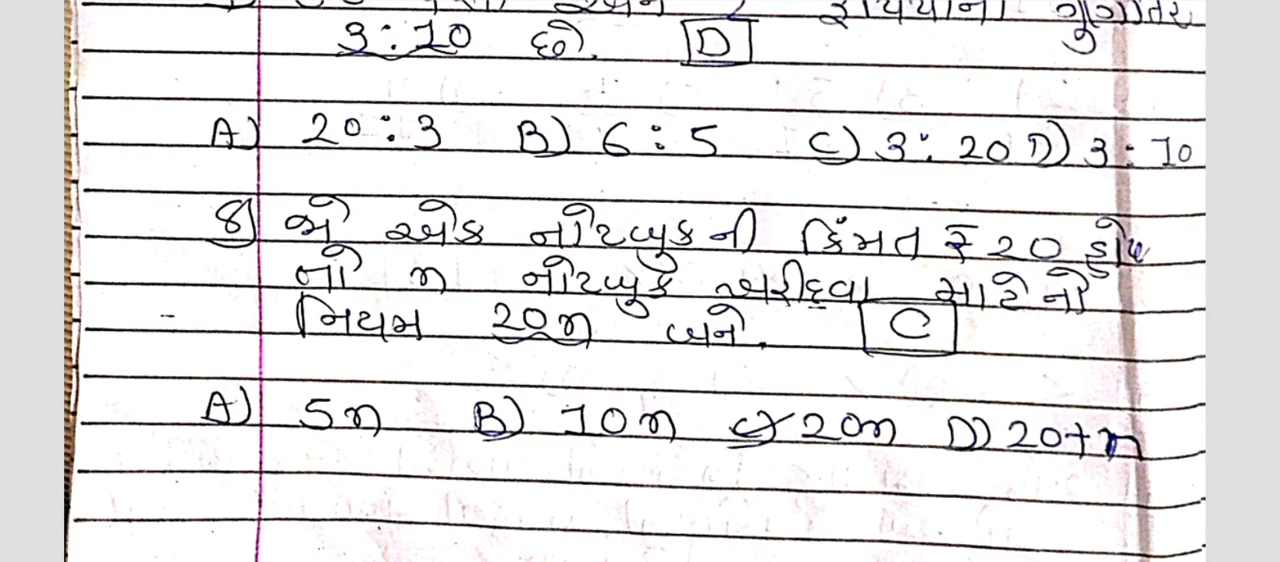 રૂપિયાનો ગુણોત્તર
3:10 છે. D
A) 20:3 B) 6:5 C) 3:20 D) 3:10
8) જો એક નોટબુકની કિંમત ₹20 હોય
તો n નોટબુક ખરીદવા માટેનો
નિયમ 20n બને. C
A) 5n B) 10n C) 20n D) 20+n